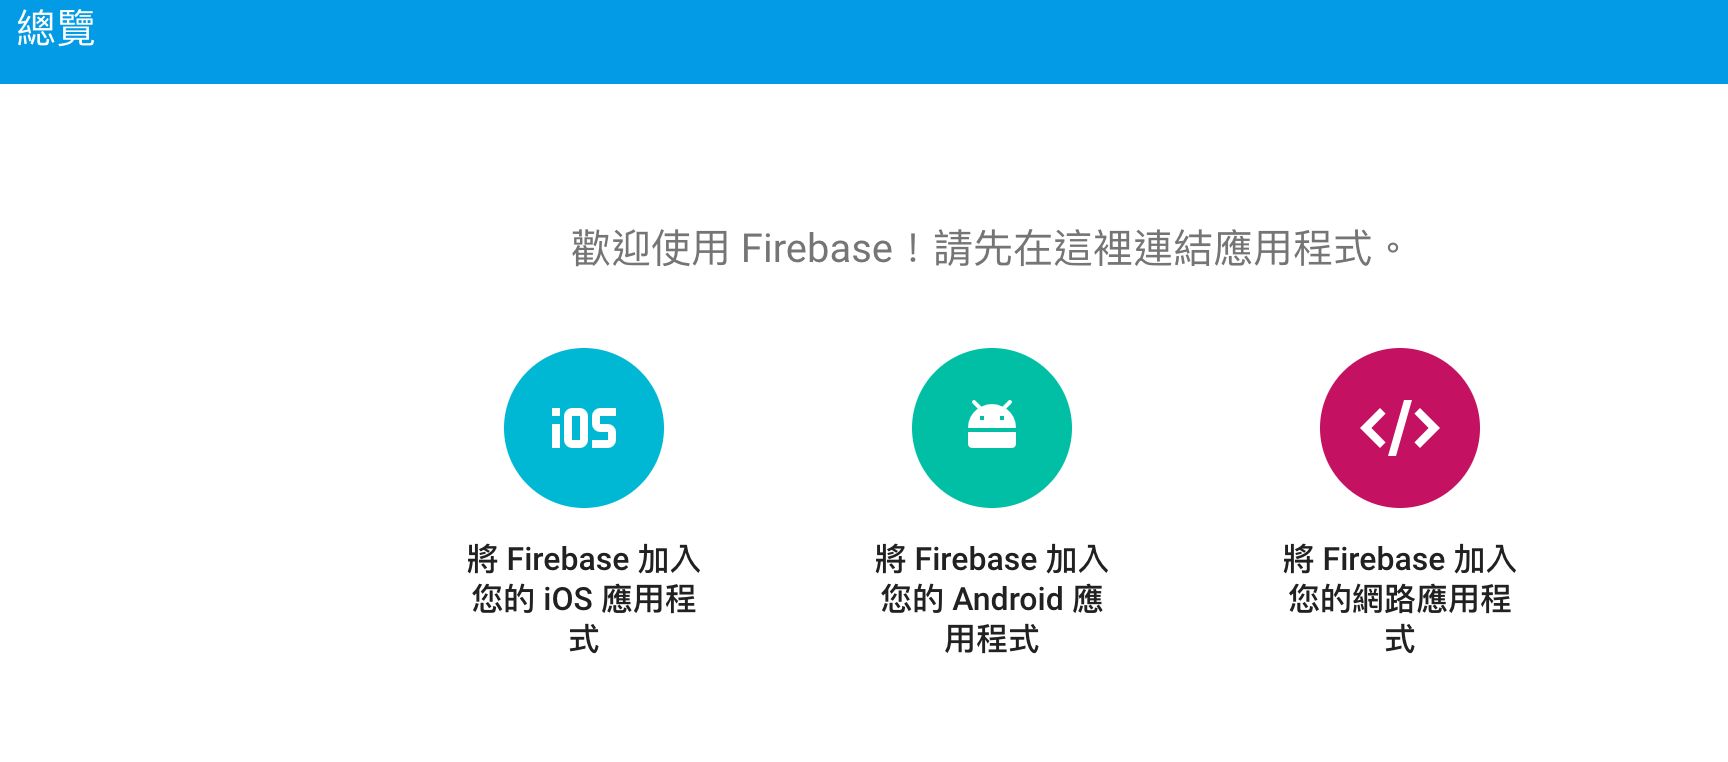 總覽
歡迎使用 Firebase！請先在這裡連結應用程式。
iOS
將 Firebase 加入
您的 iOS 應用程
式
將 Firebase 加入
您的 Android 應
用程式
</>
將 Firebase 加入
您的網路應用程
式